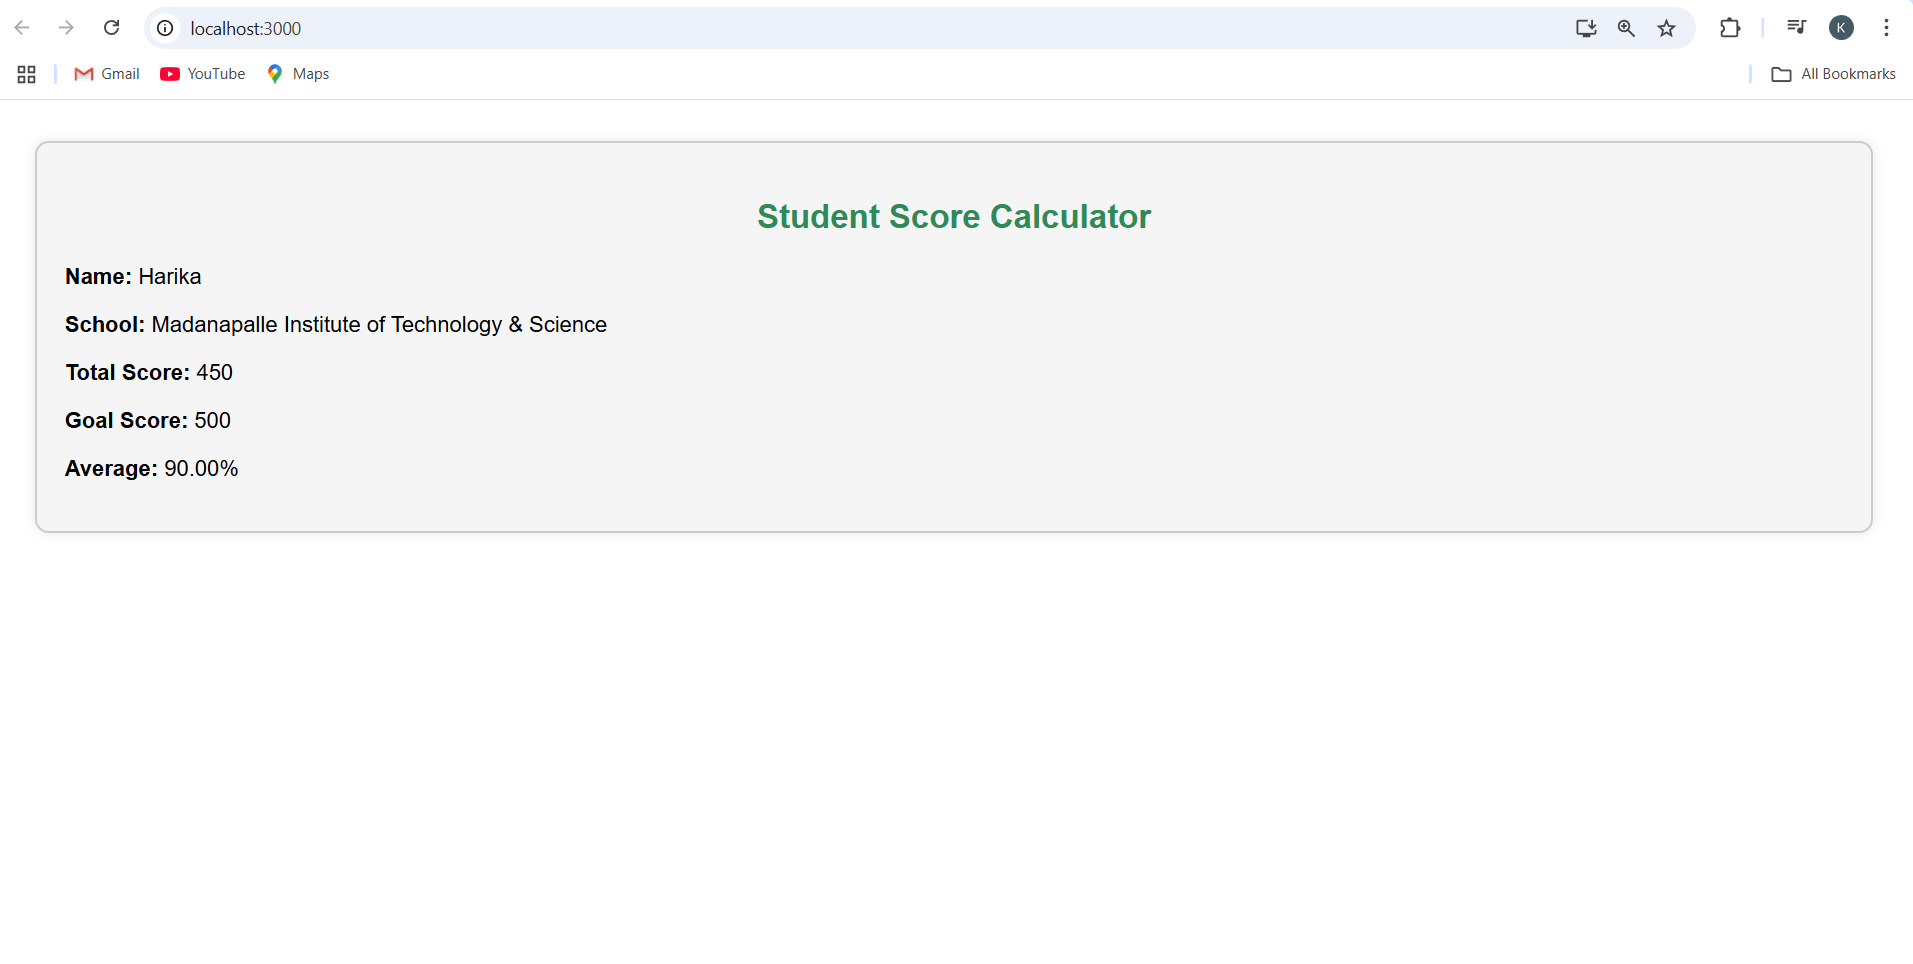 localhost:3000
K
Gmail YouTube Maps All Bookmarks
Student Score Calculator
Name: Harika
School: Madanapalle Institute of Technology & Science
Total Score: 450
Goal Score: 500
Average: 90.00%